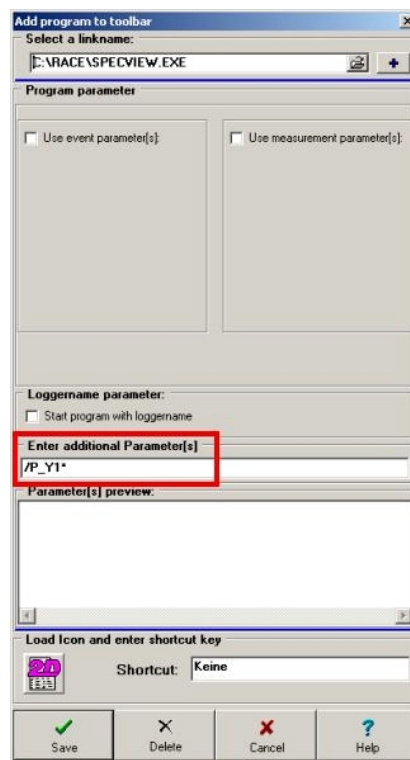 Add program to toolbar
Select a linkname:
C:\RACE\SPECVIEW.EXE
Program parameter
Use event parameter[s]:
Use measurement parameter[s]:
Loggername parameter:
Start program with loggername
Enter additional Parameter[s]
/P_Y1*
Parameter[s] preview:
Load Icon and enter shortcut key
2D
Shortcut:
Keine
Save
Delete
Cancel
Help